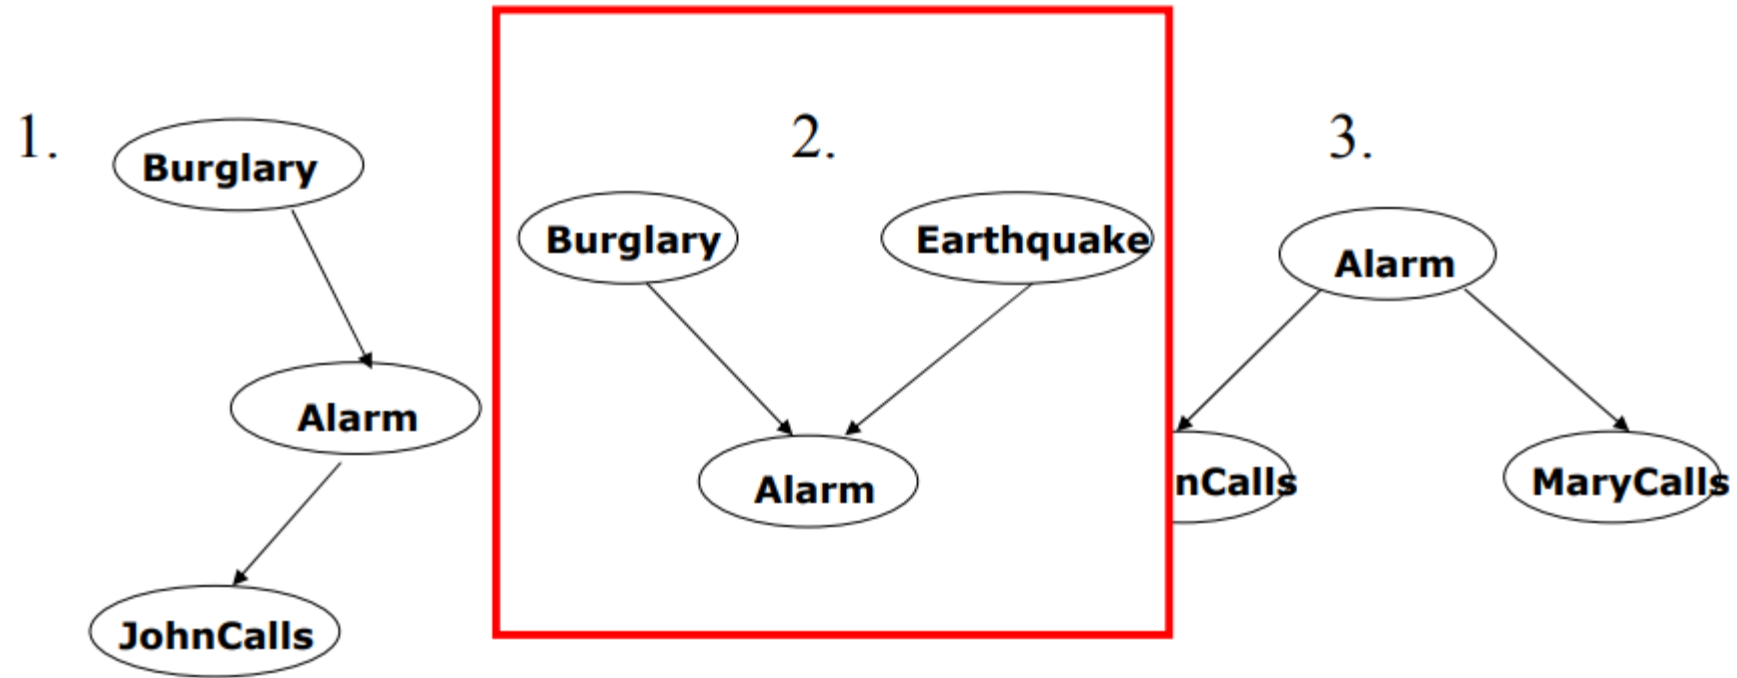 1.
Burglary
Alarm
JohnCalls
2.
Burglary
Earthquake
Alarm
3.
Alarm
nCalls
MaryCalls